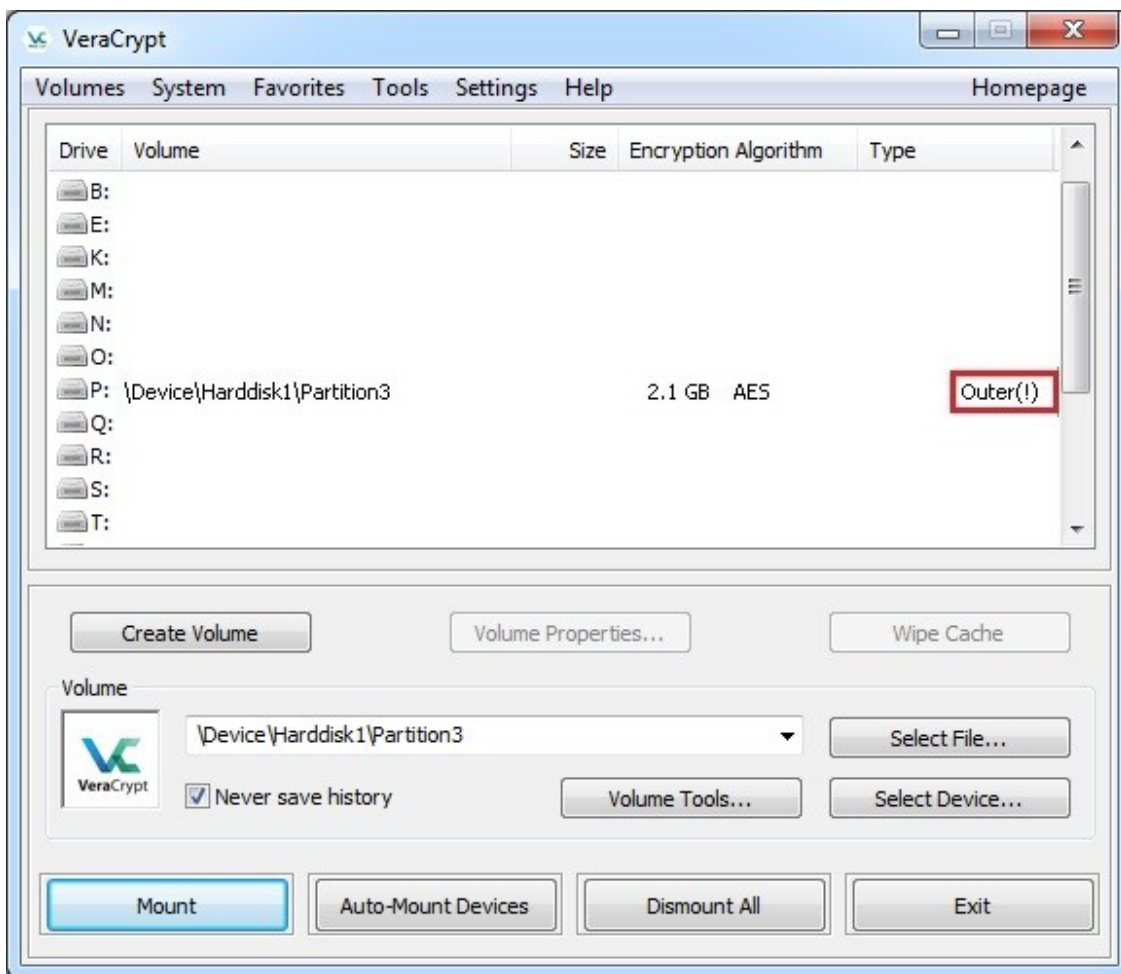 VeraCrypt
Volumes System Favorites Tools Settings Help Homepage
Drive Volume Size Encryption Algorithm Type
B:
E:
K:
M:
N:
O:
P: \Device\Harddisk1\Partition3 2.1 GB AES Outer(!)
Q:
R:
S:
T:
Create Volume Volume Properties... Wipe Cache
Volume
VeraCrypt
\Device\Harddisk1\Partition3 Select File...
Never save history Volume Tools... Select Device...
Mount Auto-Mount Devices Dismount All Exit